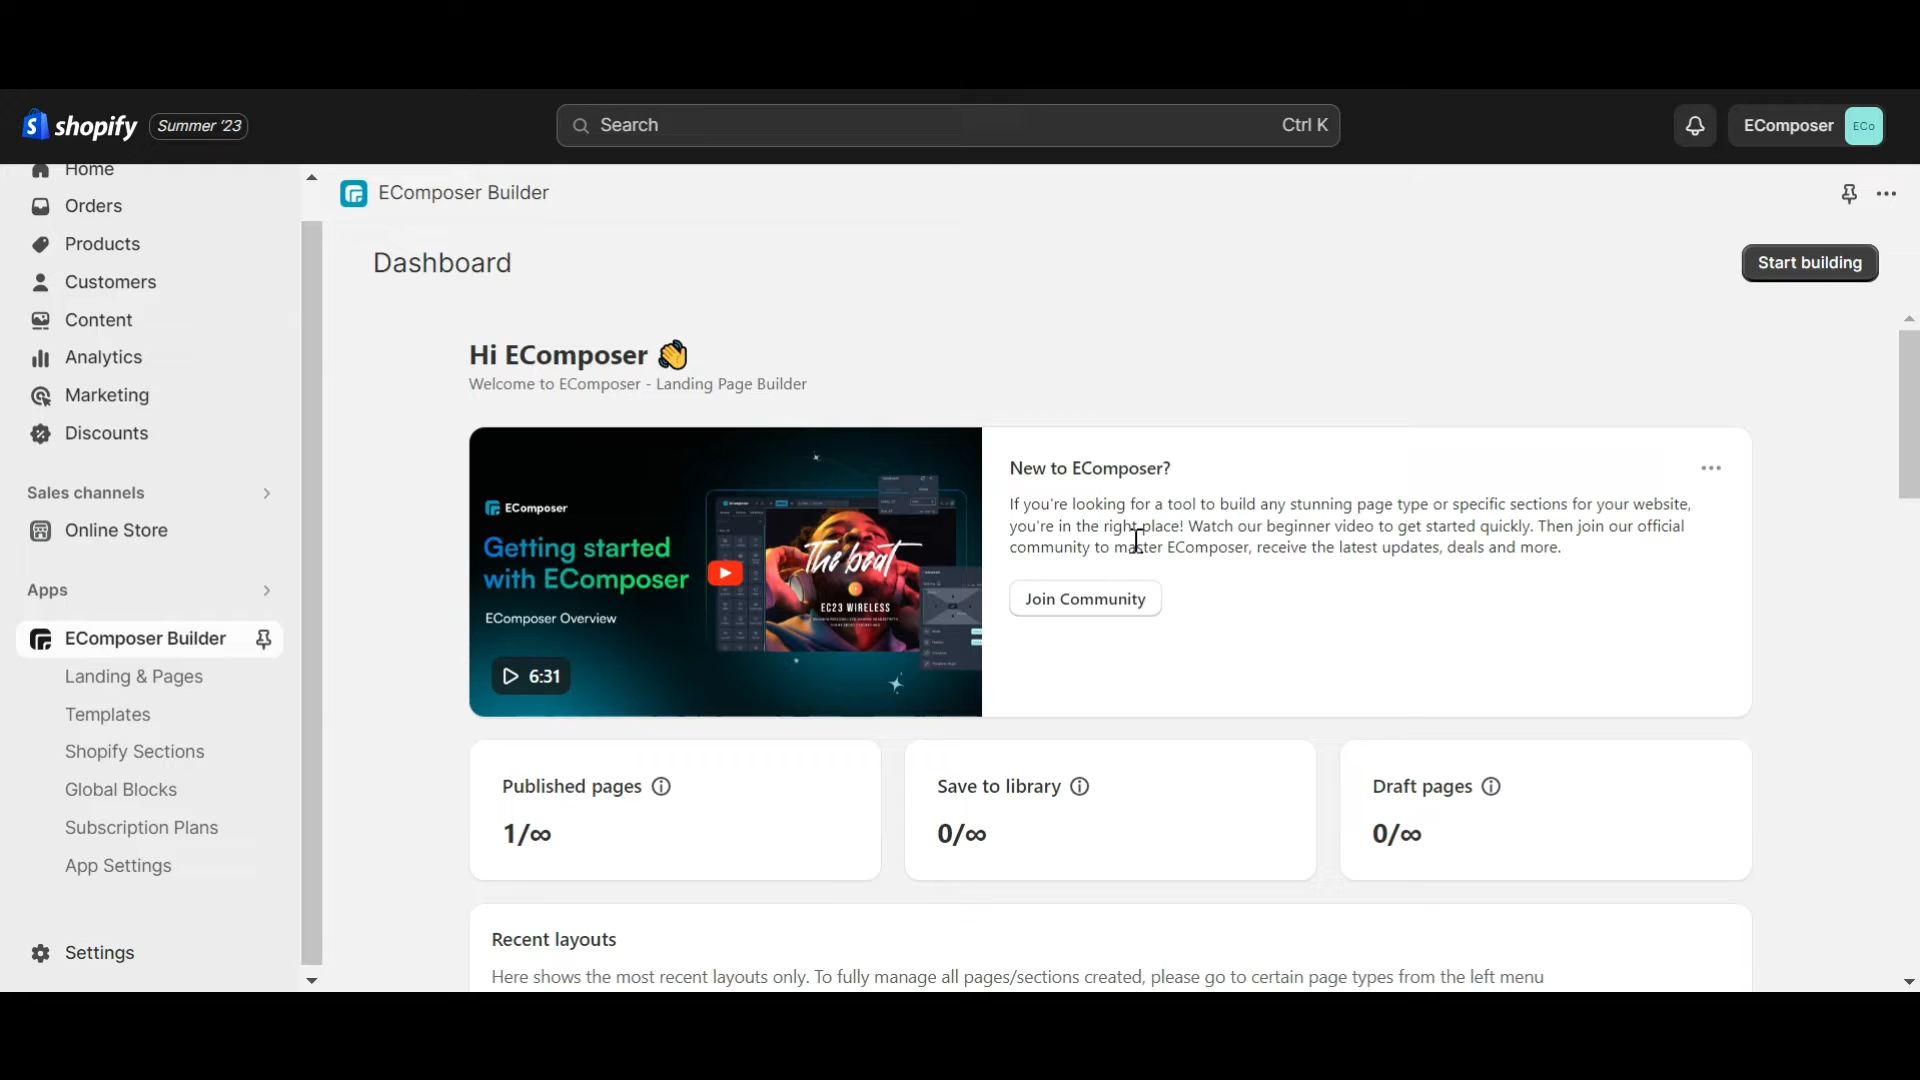 shopify
Summer '23
Search
Ctrl K
EComposer
ECo
Home
Orders
Products
Customers
Content
Analytics
Marketing
Discounts
Sales channels
Online Store
Apps
EComposer Builder
Landing & Pages
Templates
Shopify Sections
Global Blocks
Subscription Plans
App Settings
Settings
EComposer Builder
Dashboard
Start building
Hi EComposer 👋
Welcome to EComposer - Landing Page Builder
EComposer
Getting started
with EComposer
EComposer Overview
6:31
The beat
EC23 WIRELESS
New to EComposer?
If you're looking for a tool to build any stunning page type or specific sections for your website,
you're in the right place! Watch our beginner video to get started quickly. Then join our official
community to master EComposer, receive the latest updates, deals and more.
Join Community
Published pages
1/∞
Save to library
0/∞
Draft pages
0/∞
Recent layouts
Here shows the most recent layouts only. To fully manage all pages/sections created, please go to certain page types from the left menu